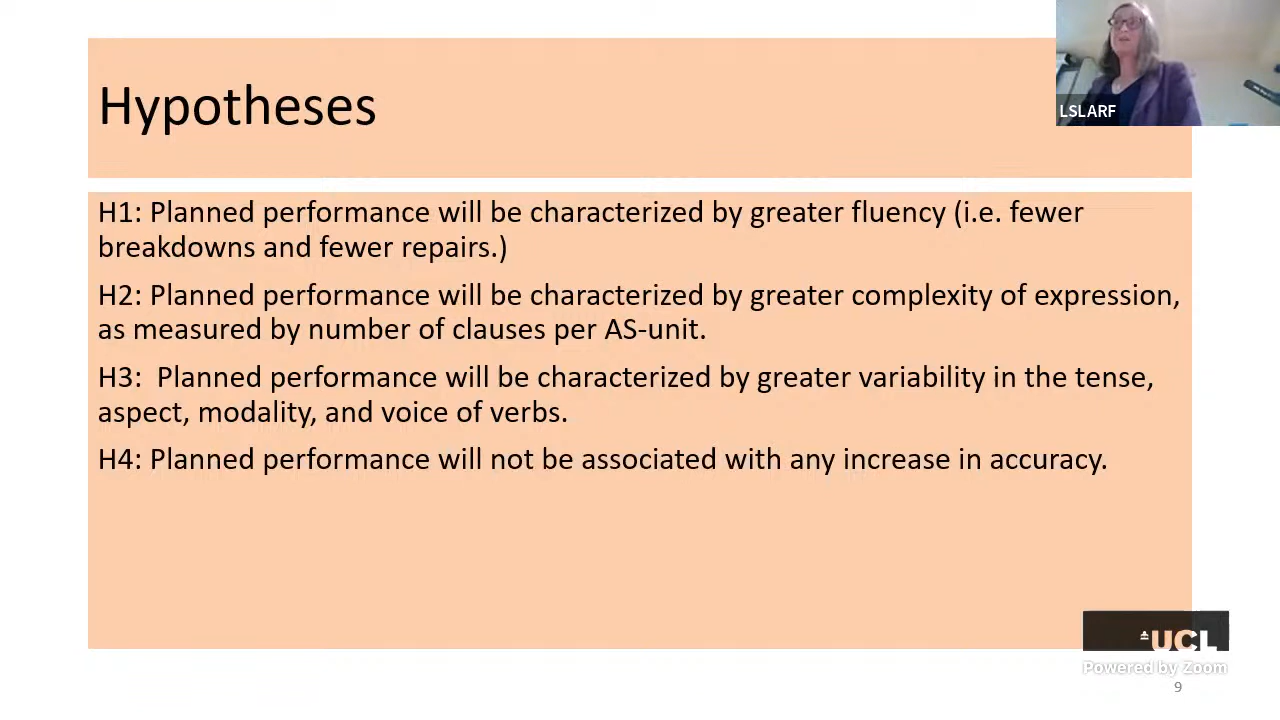 Hypotheses
LSLARF
H1: Planned performance will be characterized by greater fluency (i.e. fewer
breakdowns and fewer repairs.)
H2: Planned performance will be characterized by greater complexity of expression,
as measured by number of clauses per AS-unit.
H3:  Planned performance will be characterized by greater variability in the tense,
aspect, modality, and voice of verbs.
H4: Planned performance will not be associated with any increase in accuracy.
UCL
Powered by Zoom
9